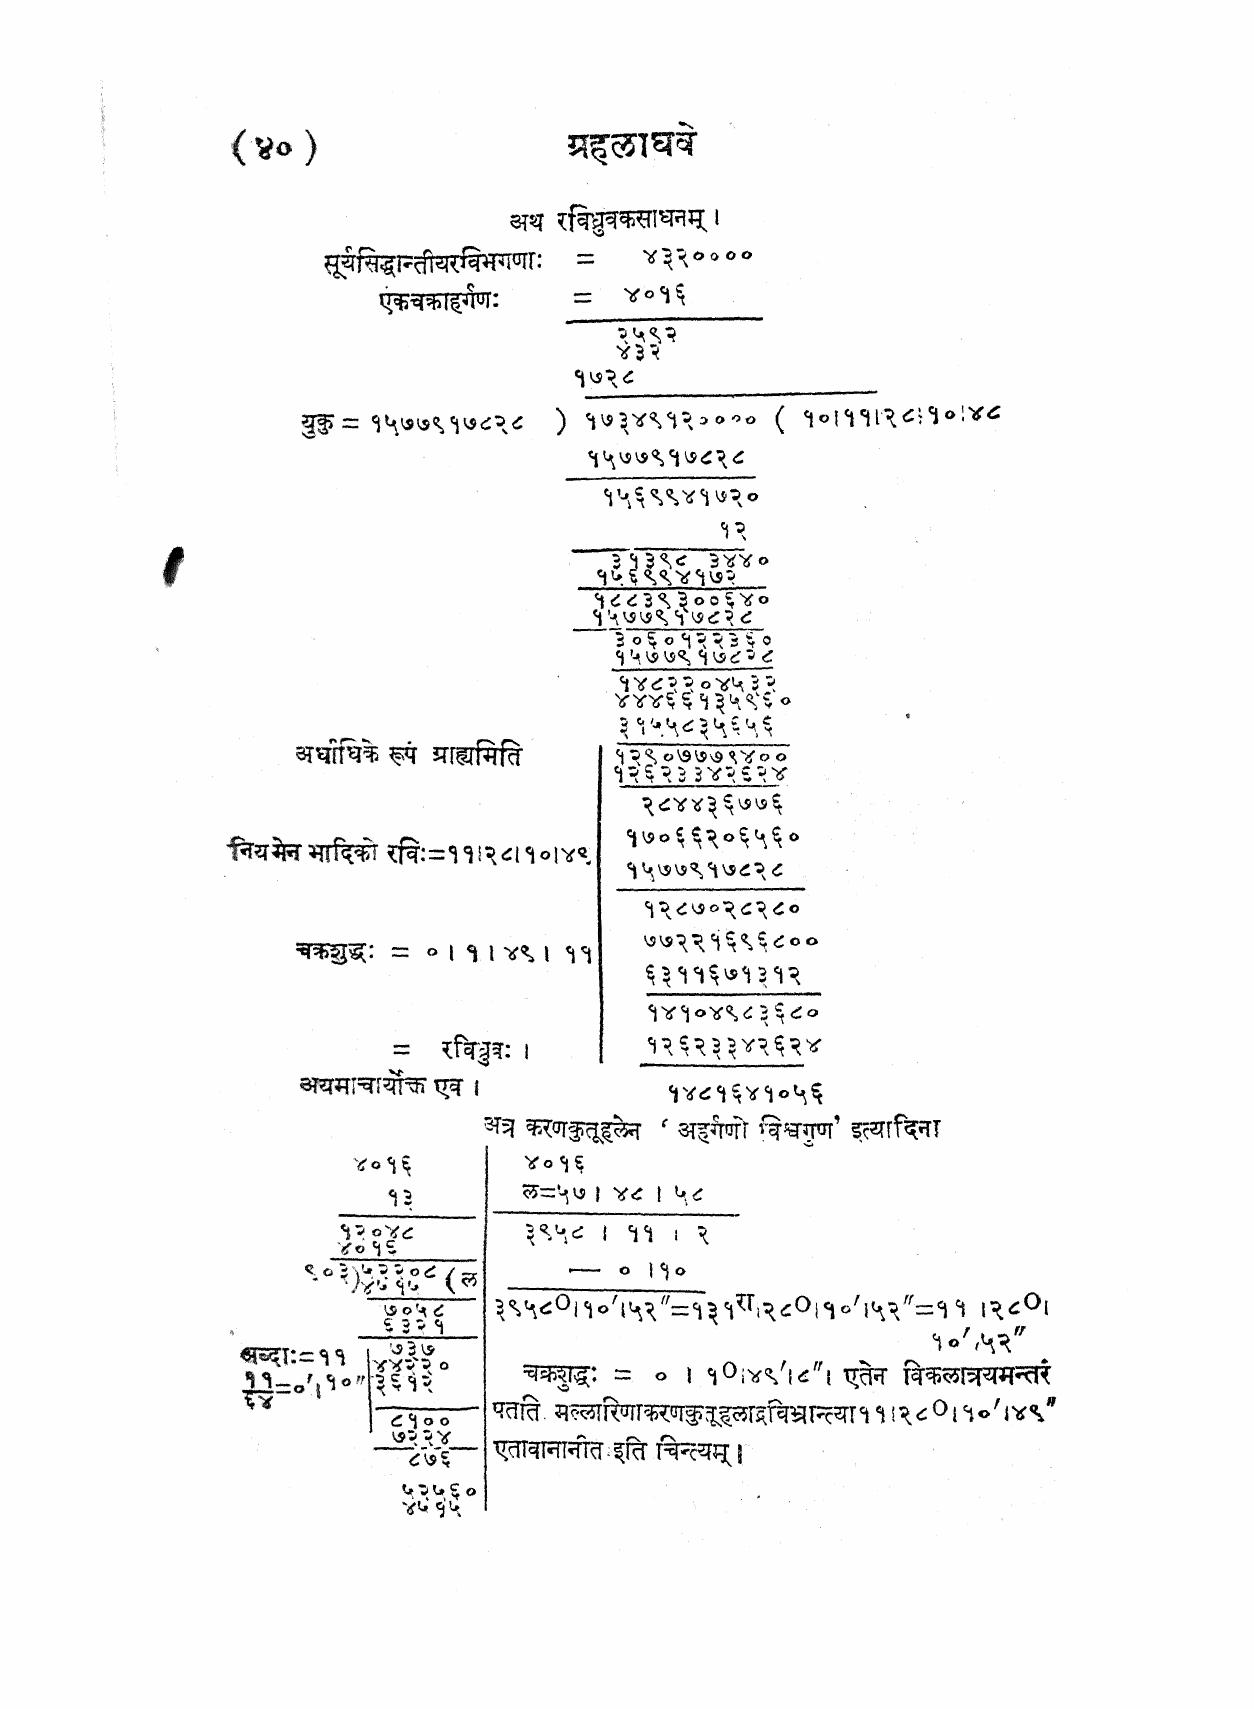 ( ४० ) ग्रहलाघवे
अथ रविध्रुवकसाधनम् ।
सूर्यसिद्धान्तीयरविभगणाः = ४३२००००
एकचक्राहर्गणः = ४०१६
२५९२
४३२
१७२८
युकु = १५७७९१७८२८ ) १७३४९१२०००० ( १०।११।२८।१०।४८
१५७७९१७८२८
१५६९९४१७२०
१२
३१३९८ ३४४०
१५६९९४१७२
१८८३९३००६४०
१५७७९१७८२८
३०६०१२२३६०
१५७७९१७८२८
१४८२२०४५३२
४४४६६१३५९६०
३१५५८३५६५६
अर्धाधिके रूपं ग्राह्यमिति
१२९०७७७९४००
१२६२३३४२६२४
२८४४३६७७६
१७०६६२०६५६०
नियमेन भादिको रविः=११।२८।१०।४९
१५७७९१७८२८
१२८७०२८२८०
७७२२१६९६८००
चक्रशुद्धः = ० । १ । ४९ । ११
६३११६७१३१२
१४१०४९८३६८०
= रविध्रुवः ।
१२६२३३४२६२४
अयमाचार्योक्त एव ।
१४८१६४१०५६
अत्र करणकुतूहलेन ‘ अहर्गणो विश्वगुण’ इत्यादिना
४०१६
१३
१२०४८
४०१६
९०३)५२२०८ (ल
४५१५
७०५८
६३२१
७३७
अब्दाः=११
४४२२०
११/६४=०′।१०″
३६१२
८१००
७२२४
८७६
५२५६०
४५१५
४०१६
ल=५७ । ४८ । ५८
३९५८ । ११ । २
— ० ।१०
३९५८०।१०′।५२″=१३१रा।२८०।१०′।५२″=११ ।२८०।
१०′।५२″
चक्रशुद्धः = ० । १०।४९′।८″। एतेन विकलात्रयमन्तरं
पतति. मल्लारिणाकरणकुतूहलाद्रविभ्रान्त्या११।२८०।१०′।४९″
एतावानानीत इति चिन्त्यम् ।